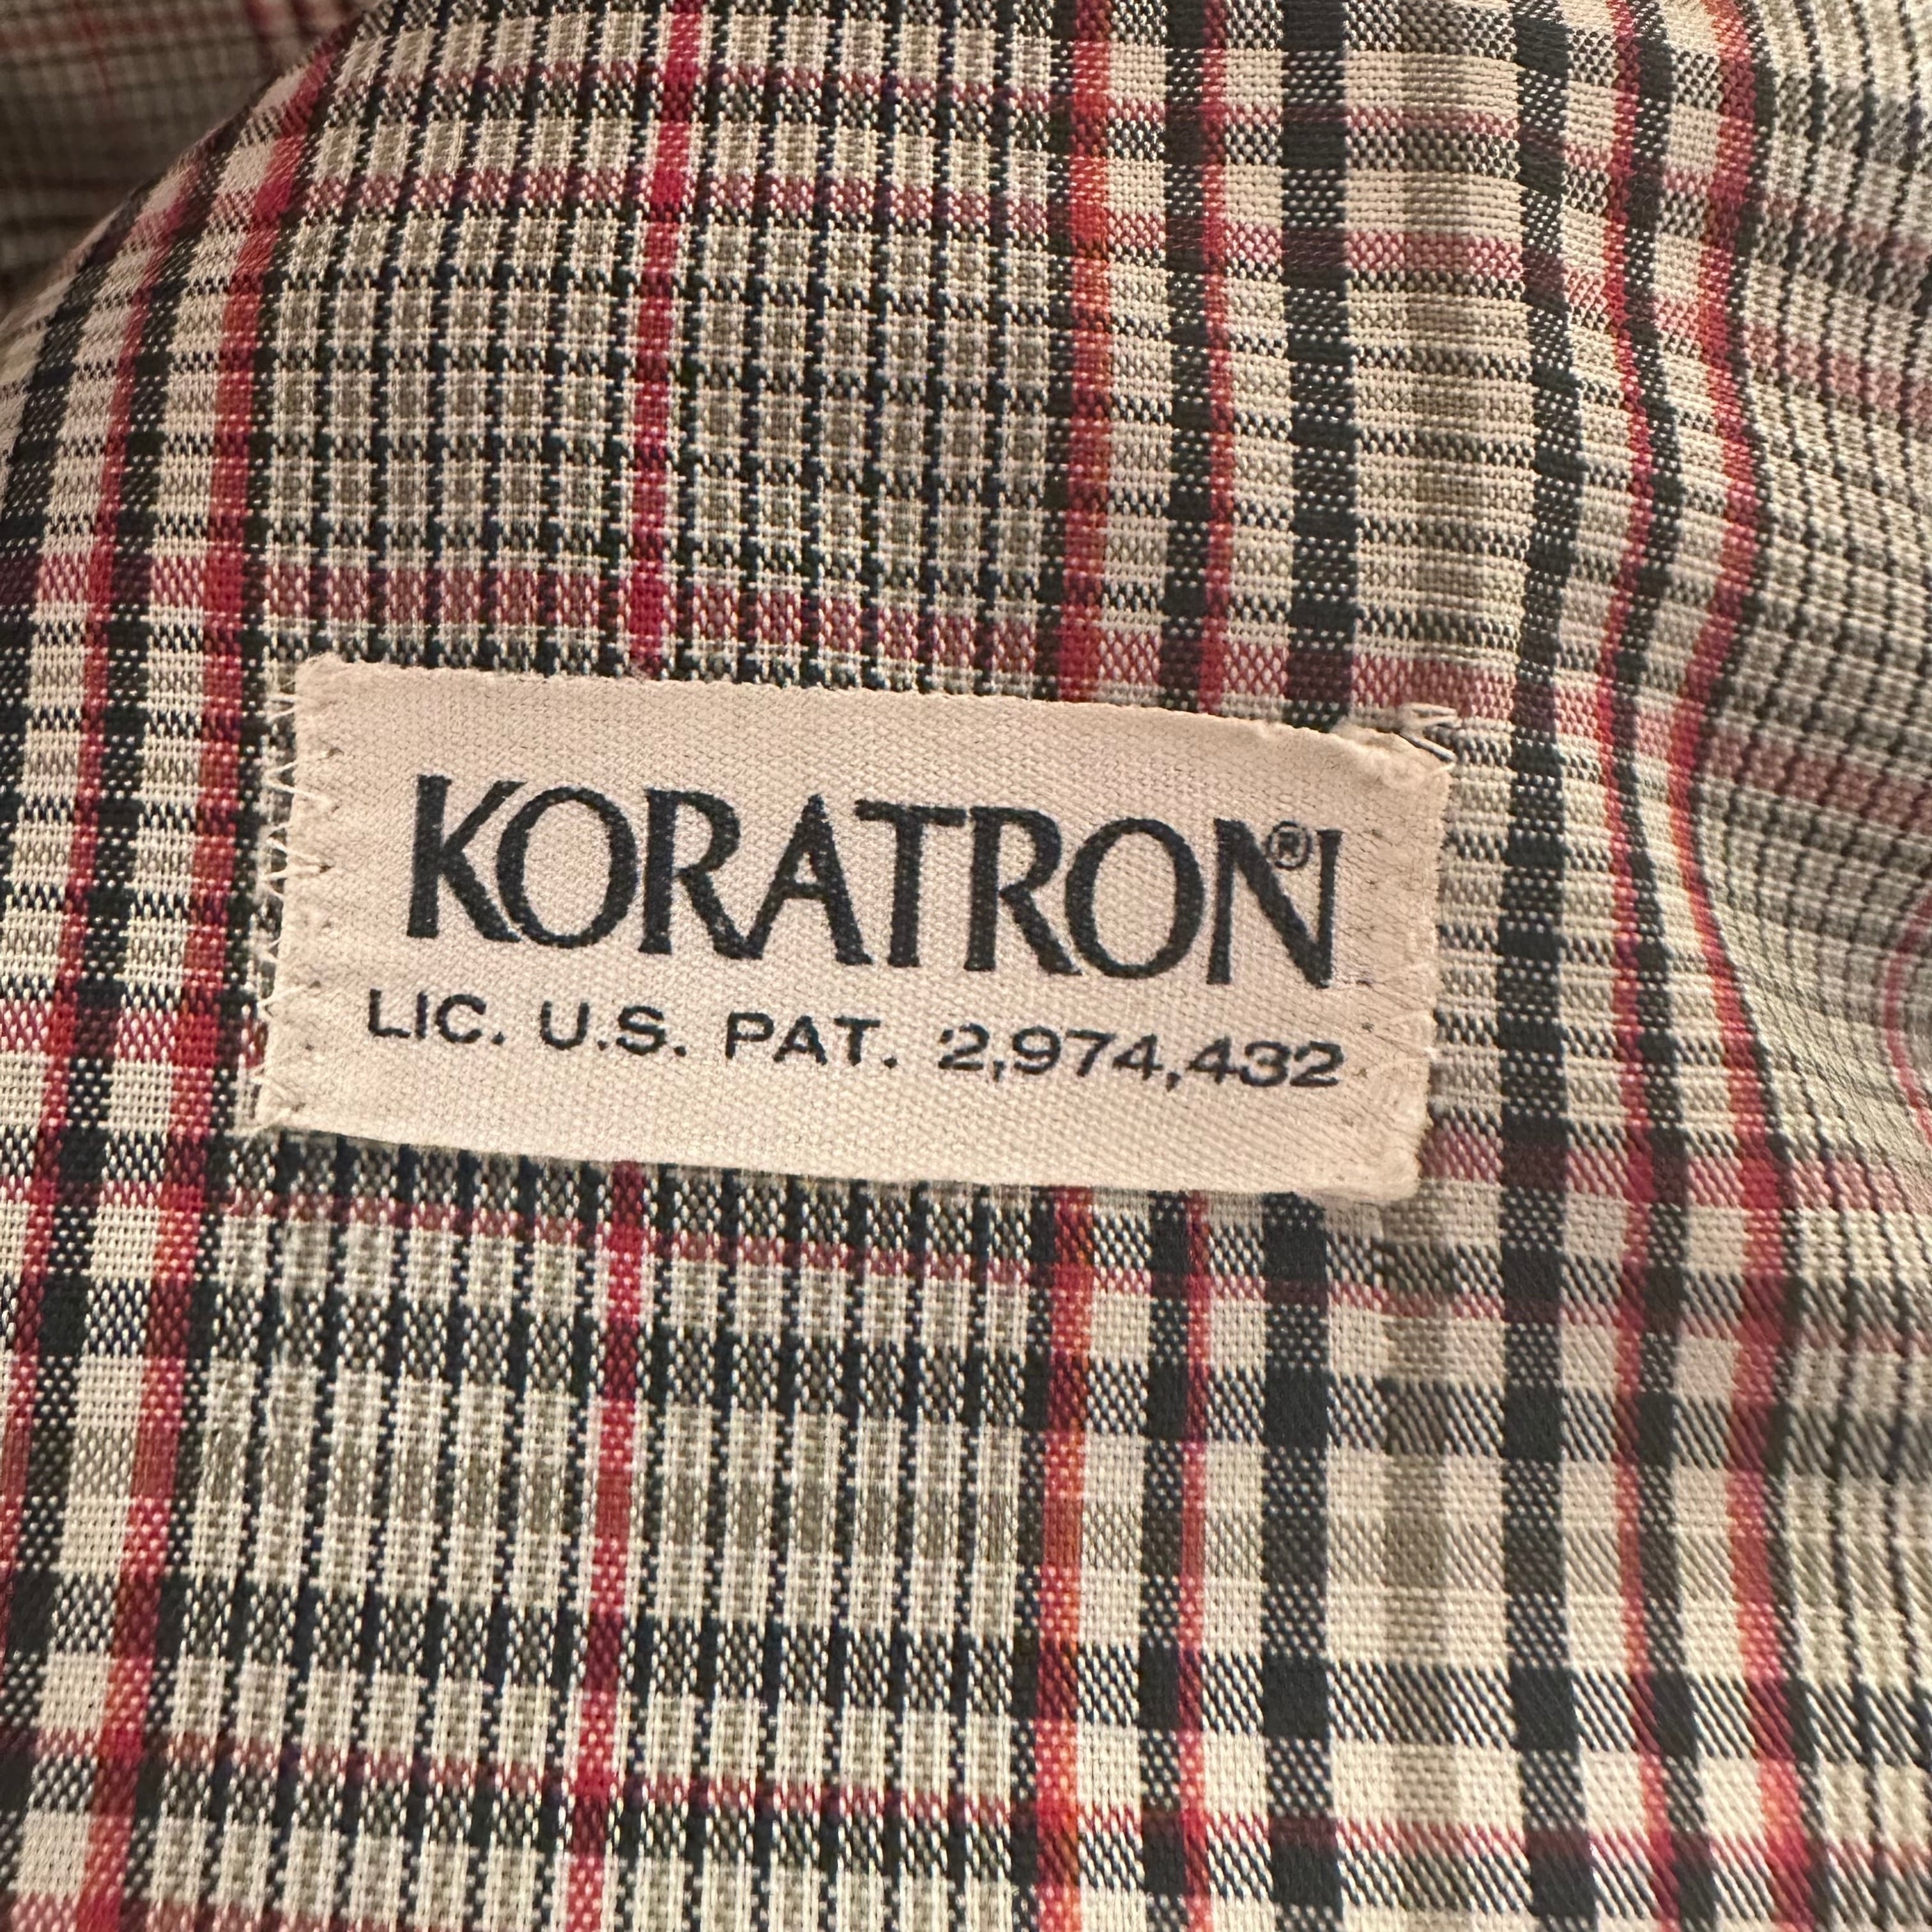 KORATRON®
LIC. U.S. PAT. 2,974,432